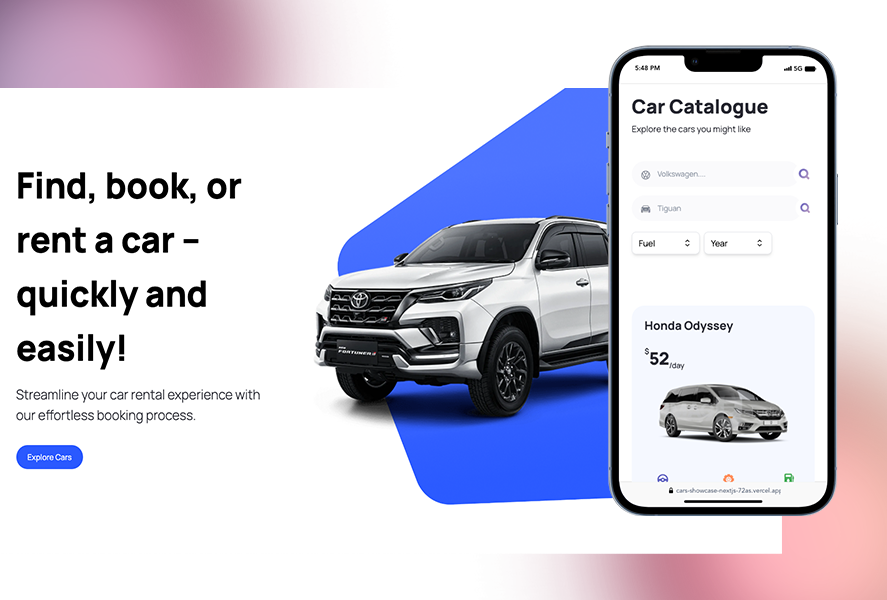 Find, book, or
rent a car –
quickly and
easily!
Streamline your car rental experience with
our effortless booking process.
Explore Cars
FORTUNER
5:48 PM
5G
Car Catalogue
Explore the cars you might like
Volkswagen...
Tiguan
Fuel
Year
Honda Odyssey
$52/day
cars-showcase-nextjs-72as.vercel.app